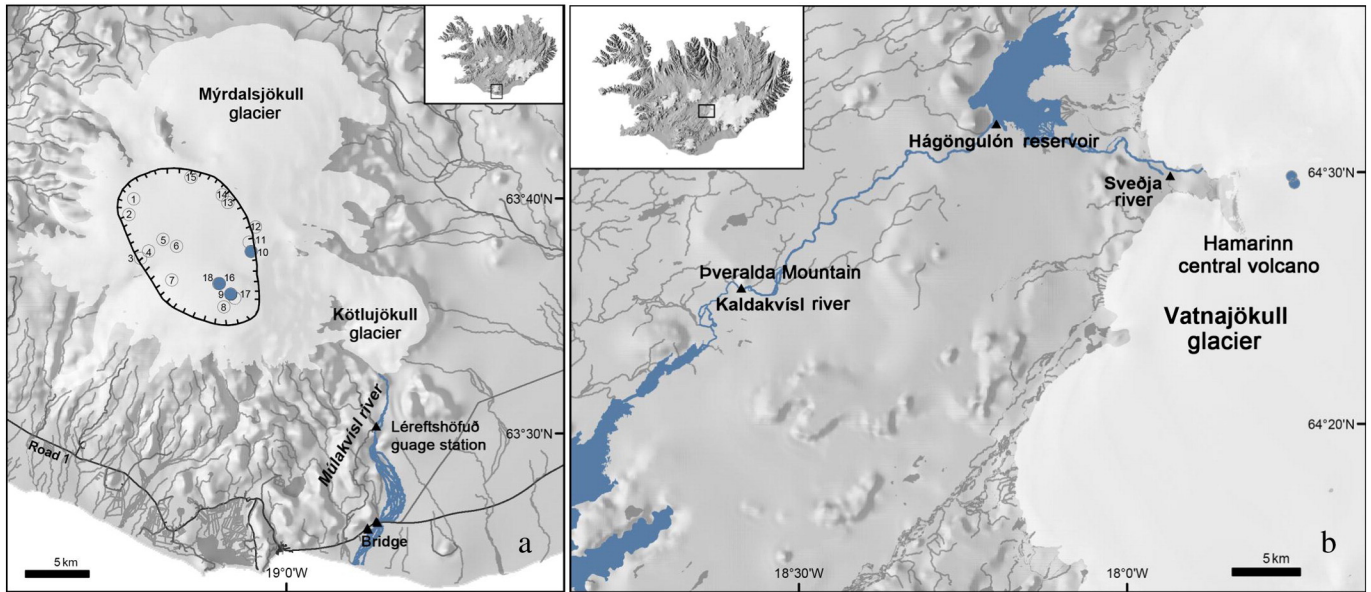 Mýrdalsjökull
glacier
15
14
13
1
2
12
11
10
5
6
3
4
7
18
16
9
17
8
63°40'N
Kötlujökull
glacier
Múlakvísl river
Léreftshöfuð
guage station
63°30'N
Road 1
Bridge
a
5 km
19°0'W
Hágöngulón reservoir
64°30'N
Sveðja
river
Hamarinn
central volcano
Þveralda Mountain
Kaldakvísl river
Vatnajökull
glacier
64°20'N
18°30'W
18°0'W
5 km
b